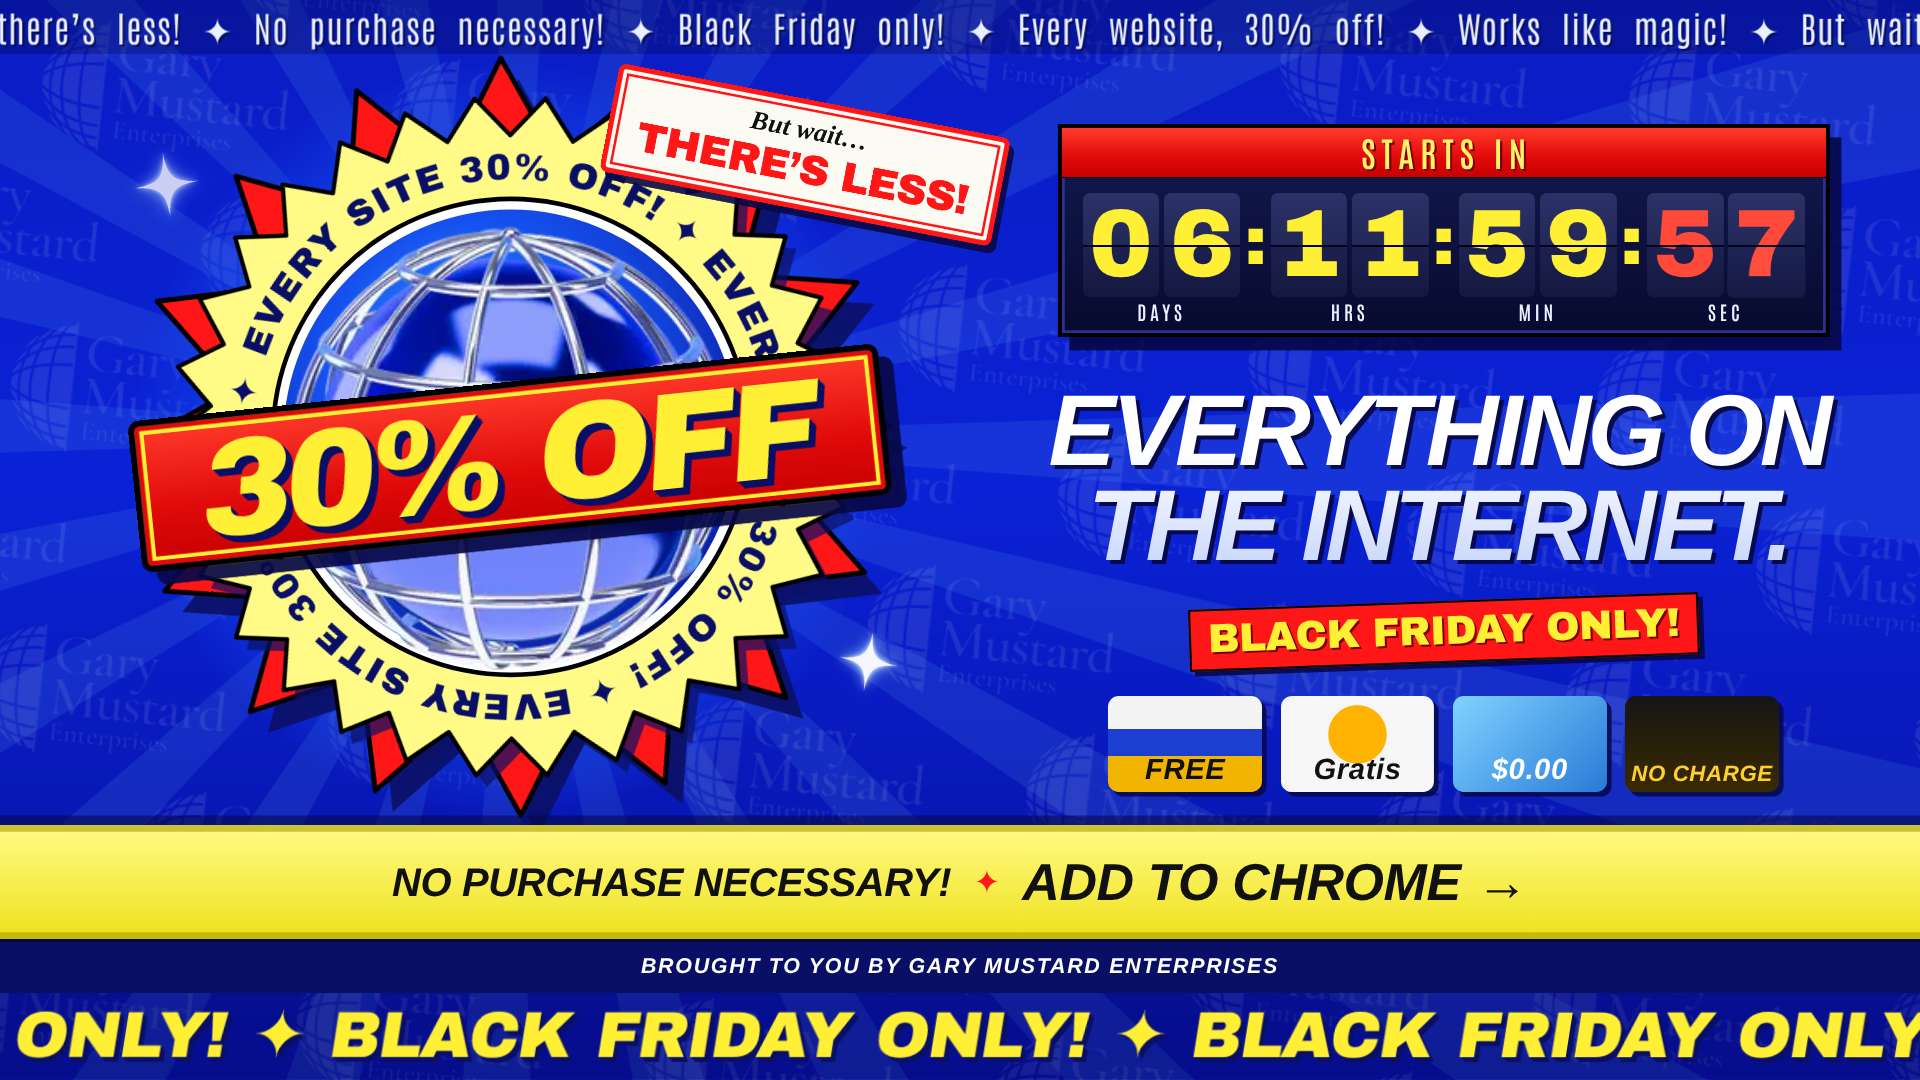 there’s less! ✦ No purchase necessary! ✦ Black Friday only! ✦ Every website, 30% off! ✦ Works like magic! ✦ But wait
But wait…
THERE’S LESS!
EVERY SITE 30% OFF! ✦ EVERY
30% OFF! ✦ EVERY SITE 30% ✦
30% OFF
STARTS IN
06:11:59:57
DAYS HRS MIN SEC
EVERYTHING ON
THE INTERNET.
BLACK FRIDAY ONLY!
FREE Gratis $0.00 NO CHARGE
NO PURCHASE NECESSARY! ✦ ADD TO CHROME →
BROUGHT TO YOU BY GARY MUSTARD ENTERPRISES
ONLY! ✦ BLACK FRIDAY ONLY! ✦ BLACK FRIDAY ONLY
Gary
Mustard
Enterprises